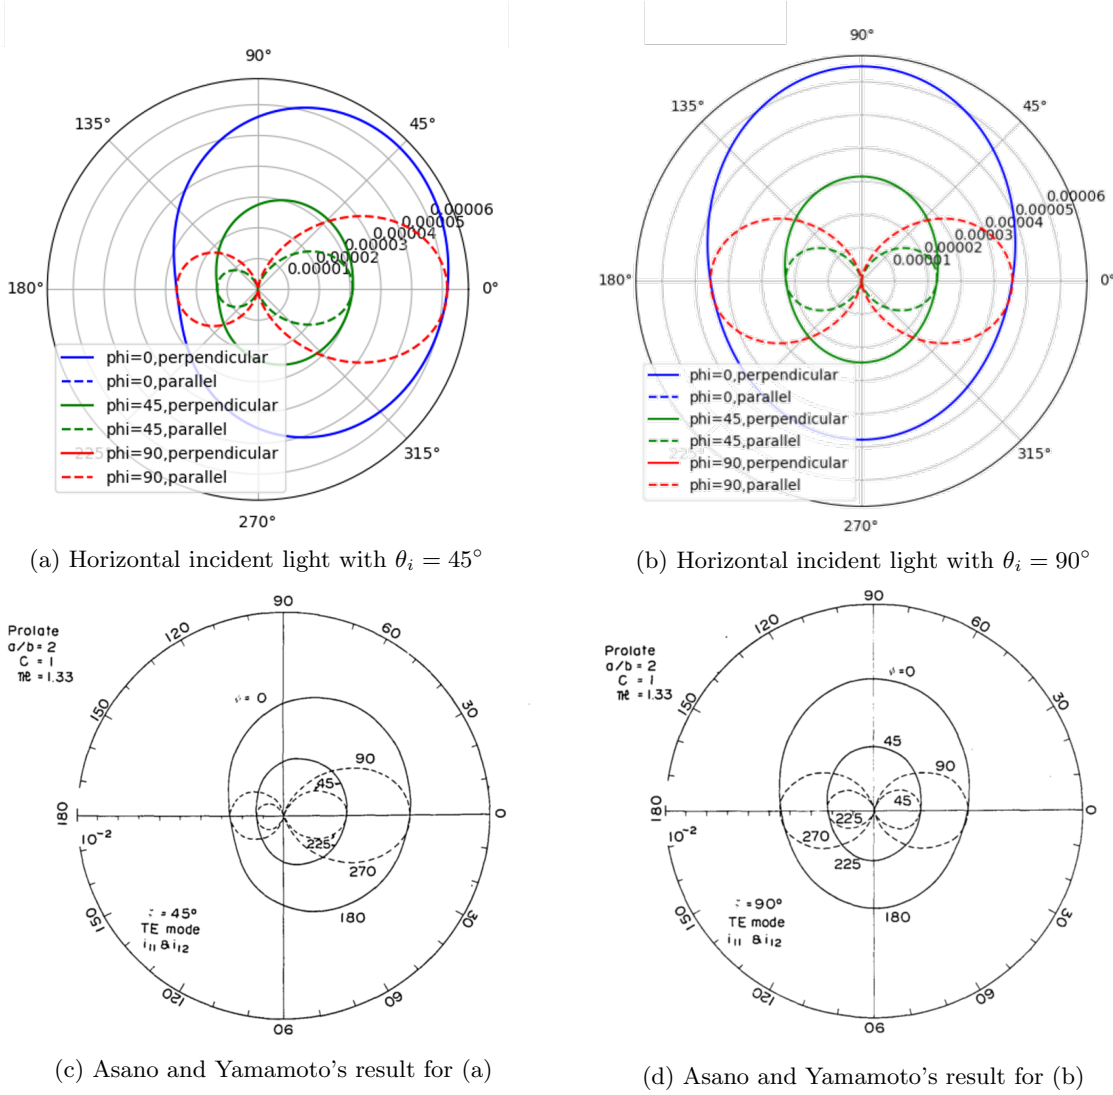 90°
135°
45°
0.00006
0.00005
0.00004
0.00003
0.00002
0.00001
180°
0°
phi=0,perpendicular
phi=0,parallel
phi=45,perpendicular
phi=45,parallel
phi=90,perpendicular
phi=90,parallel
225°
315°
270°
90°
135°
45°
0.00006
0.00005
0.00004
0.00003
0.00002
0.00001
180°
0°
phi=0,perpendicular
phi=0,parallel
phi=45,perpendicular
phi=45,parallel
phi=90,perpendicular
phi=90,parallel
225°
315°
270°
(a) Horizontal incident light with θᵢ = 45°
(b) Horizontal incident light with θᵢ = 90°
Prolate
a/b = 2
C = 1
m = 1.33
90
120
60
150
30
= 0
90
45
180
0
10⁻²
225
270
180
= 45°
TE mode
i₁₁ & i₁₂
150
30
120
60
90
Prolate
a/b = 2
C = 1
m = 1.33
90
120
60
150
30
=0
45
90
45
180
0
10⁻²
225
270
225
180
= 90°
TE mode
i₁₁ & i₁₂
150
30
120
60
90
(c) Asano and Yamamoto's result for (a)
(d) Asano and Yamamoto's result for (b)